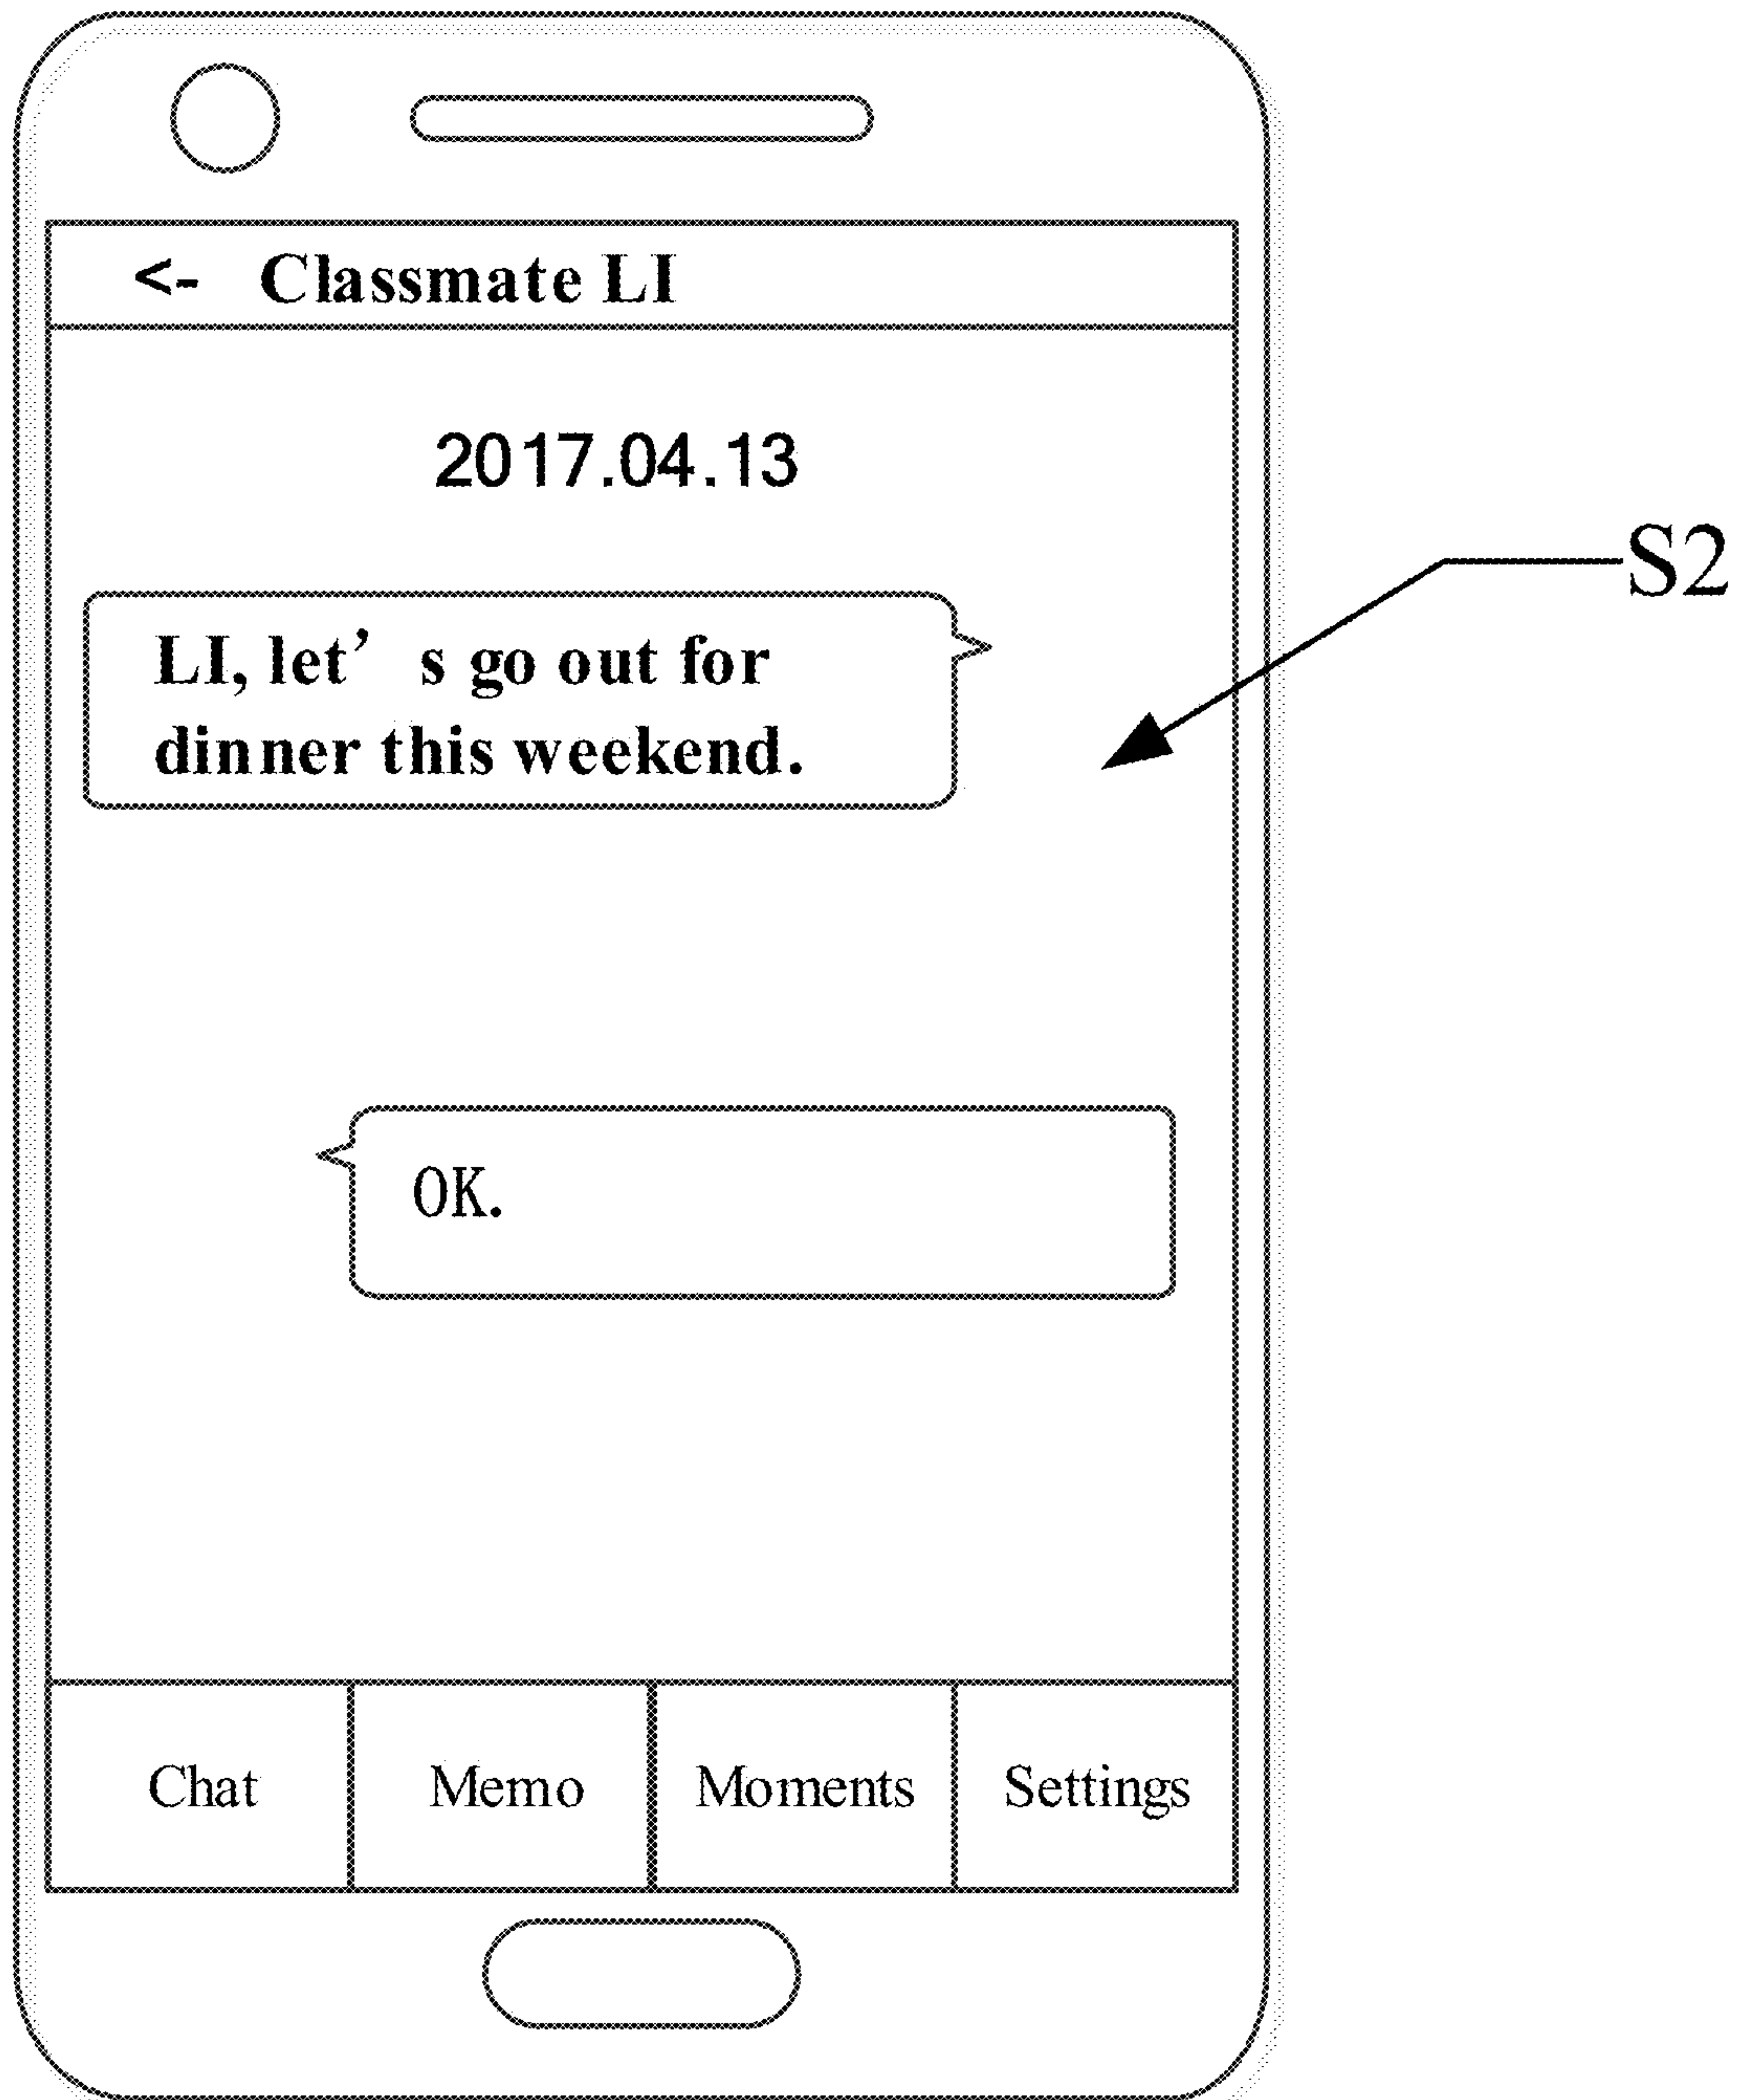 <- Classmate LI
2017.04.13
S2
LI, let’ s go out for
dinner this weekend.
OK.
Chat Memo Moments Settings